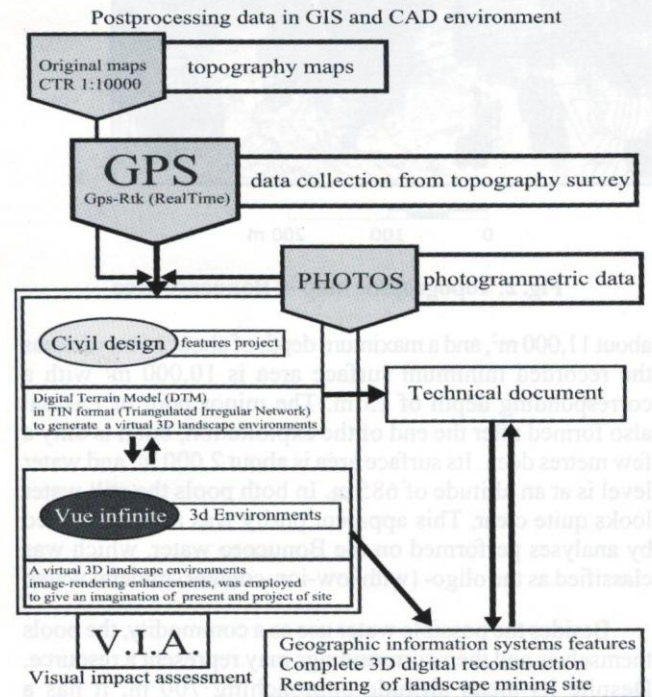 Postprocessing data in GIS and CAD environment
Original maps
CTR 1:10000
topography maps
GPS
Gps-Rtk (RealTime)
data collection from topography survey
PHOTOS
photogrammetric data
Civil design
features project
Digital Terrain Model (DTM)
in TIN format (Triangulated Irregular Network)
to generate a virtual 3D landscape environments
Technical document
Vue infinite
3d Environments
A virtual 3D landscape environments
image-rendering enhancement, was employed
to give an imagination of present and project of site
V.I.A.
Visual impact assessment
Geographic information systems features
Complete 3D digital reconstruction
Rendering of landscape mining site